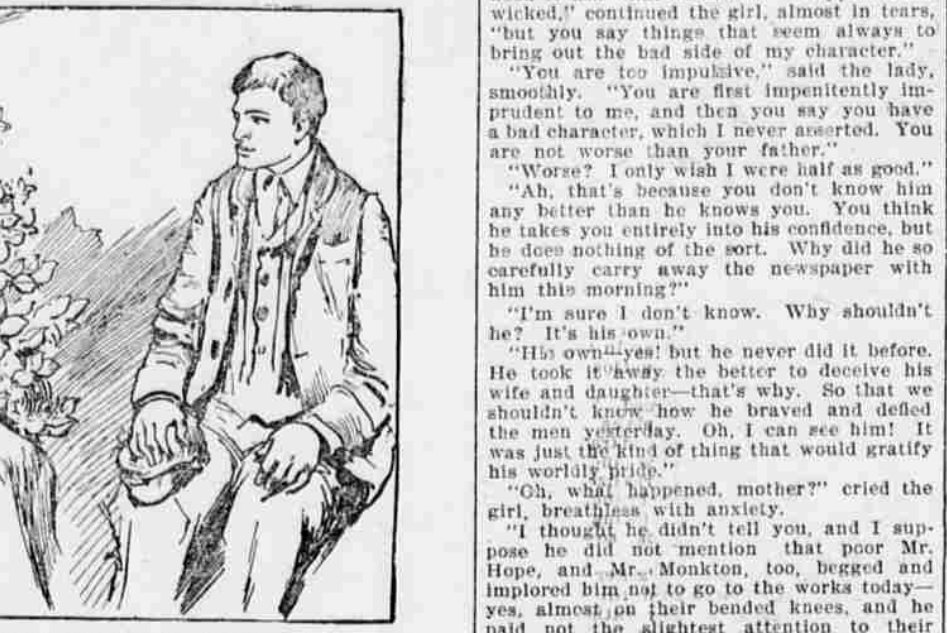 wicked," continued the girl, almost in tears,
"but you say things that seem always to
bring out the bad side of my character."
"You are too impulsive," said the lady,
smoothly. "You are first impenitently im-
prudent to me, and then you say you have
a bad character, which I never asserted. You
are not worse than your father."
"Worse? I only wish I were half as good."
"Ah, that's because you don't know him
any better than he knows you. You think
he takes you entirely into his confidence, but
he does nothing of the sort. Why did he so
carefully carry away the newspaper with
him this morning?"
"I'm sure I don't know. Why shouldn't
he? It's his own."
"His own—yes! but he never did it before.
He took it away the better to deceive his
wife and daughter—that's why. So that we
shouldn't know how he braved and defied
the men yesterday. Oh, I can see him! It
was just the kind of thing that would gratify
his worldly pride."
"Oh, what happened, mother?" cried the
girl, breathless with anxiety.
"I thought he didn't tell you, and I sup-
pose he did not mention that poor Mr.
Hope, and Mr. Monkton, too, begged and
implored him not to go to the works today—
yes, almost on their bended knees, and he
paid not the slightest attention to their